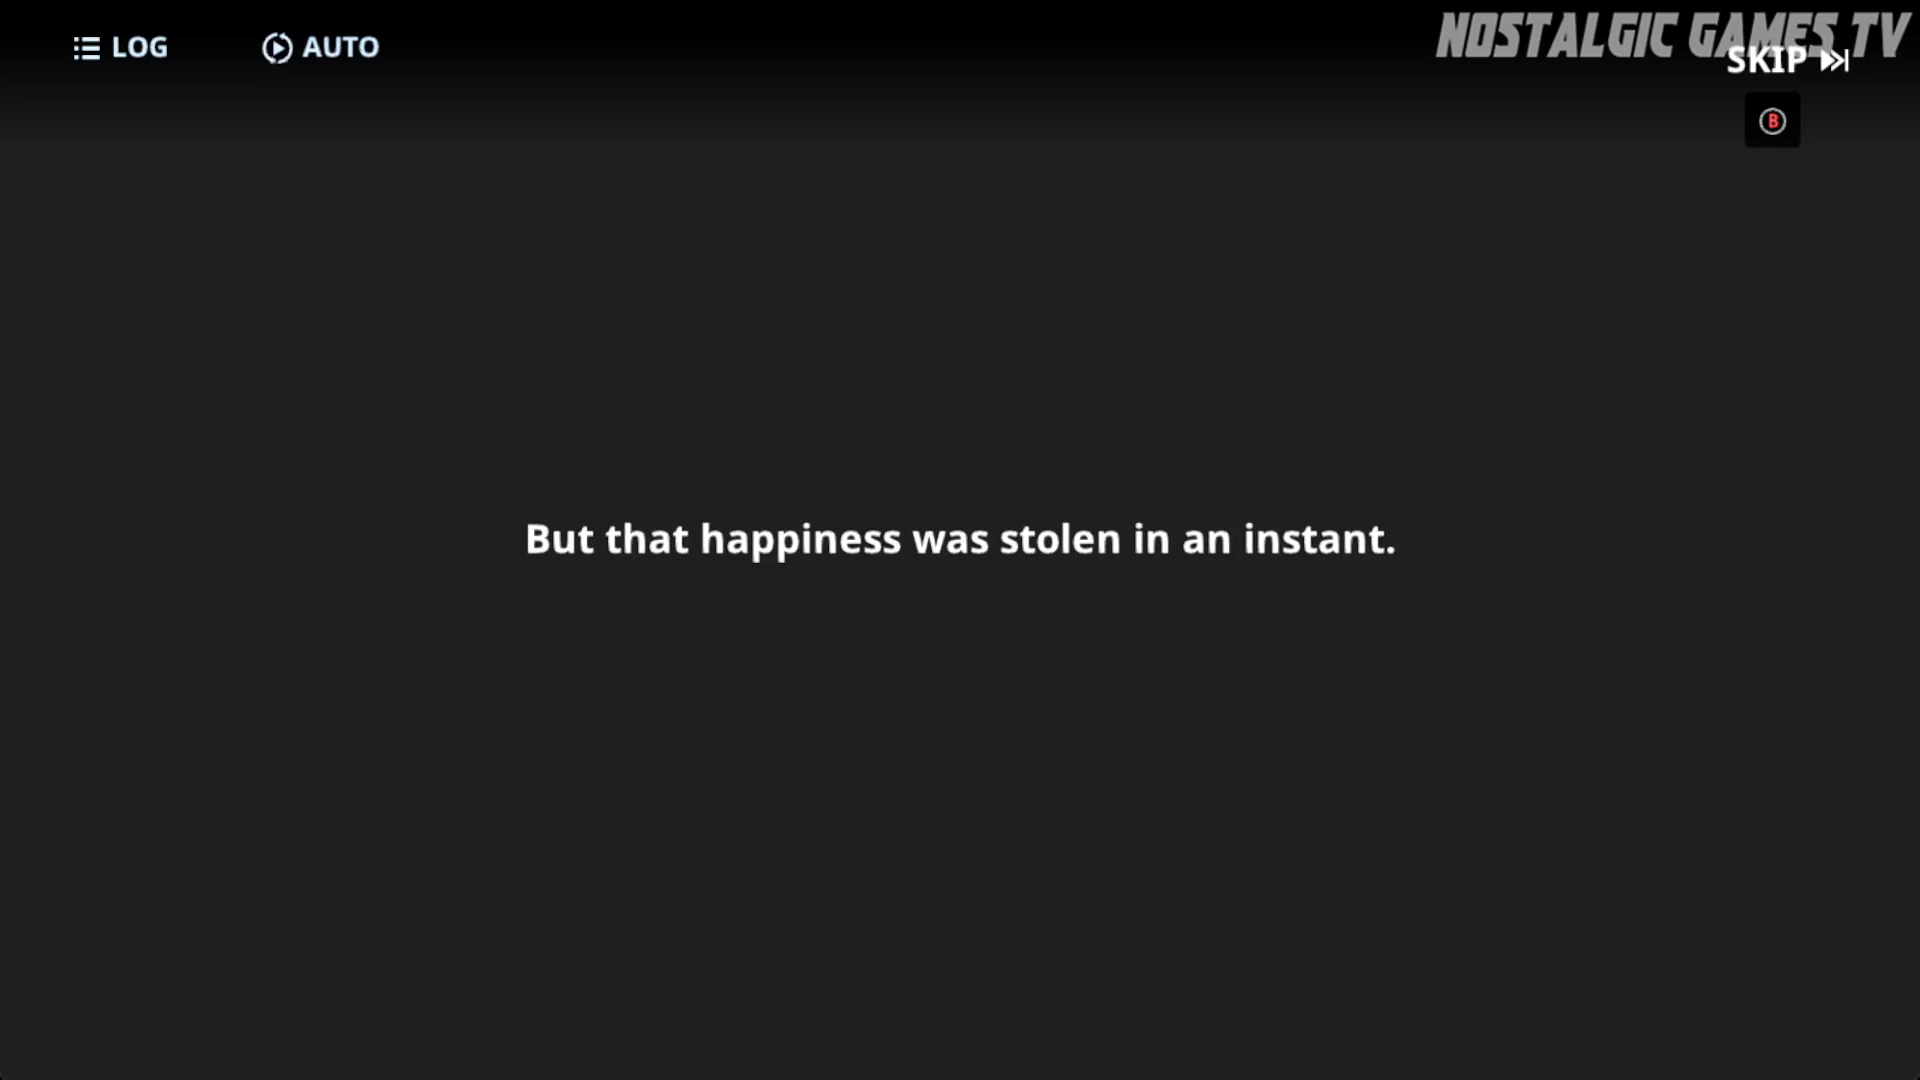 LOG
AUTO
NOSTALGIC GAMES TV
SKIP
B
But that happiness was stolen in an instant.